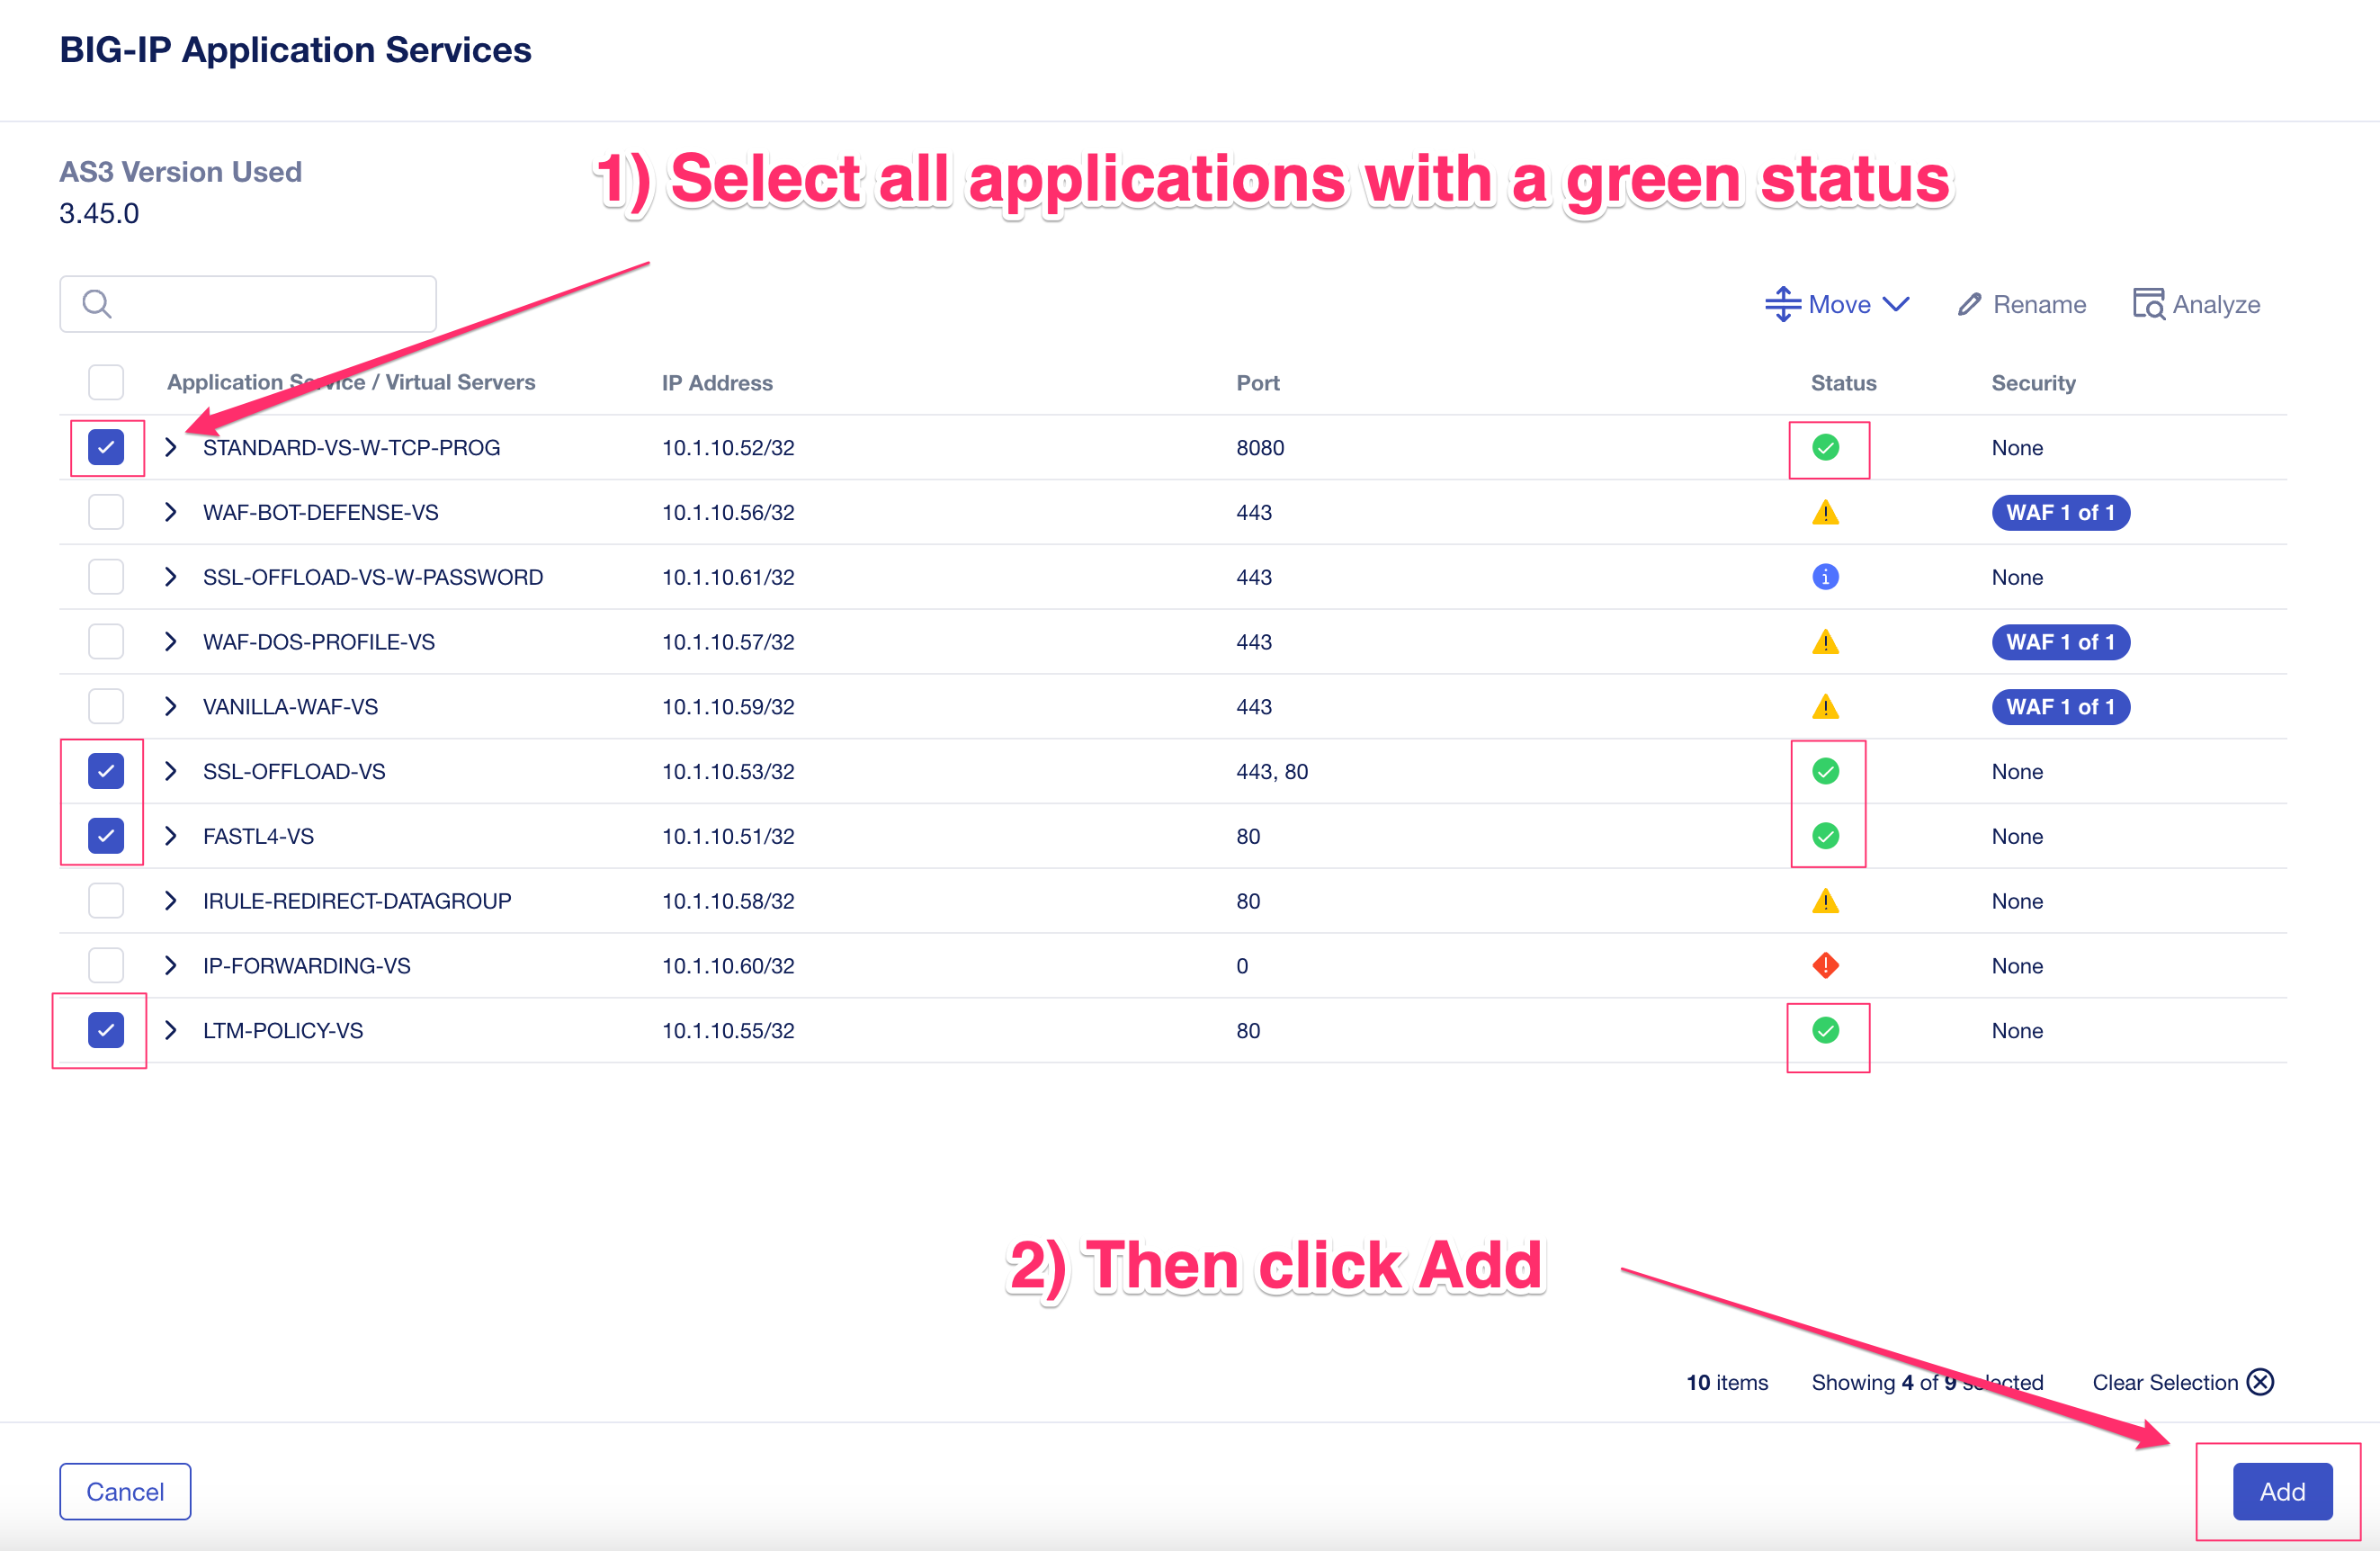 BIG-IP Application Services
AS3 Version Used
3.45.0
1) Select all applications with a green status
Move
Rename
Analyze
Application Service / Virtual Servers IP Address Port Status Security
STANDARD-VS-W-TCP-PROG 10.1.10.52/32 8080 None
WAF-BOT-DEFENSE-VS 10.1.10.56/32 443 WAF 1 of 1
SSL-OFFLOAD-VS-W-PASSWORD 10.1.10.61/32 443 None
WAF-DOS-PROFILE-VS 10.1.10.57/32 443 WAF 1 of 1
VANILLA-WAF-VS 10.1.10.59/32 443 WAF 1 of 1
SSL-OFFLOAD-VS 10.1.10.53/32 443, 80 None
FASTL4-VS 10.1.10.51/32 80 None
IRULE-REDIRECT-DATAGROUP 10.1.10.58/32 80 None
IP-FORWARDING-VS 10.1.10.60/32 0 None
LTM-POLICY-VS 10.1.10.55/32 80 None
2) Then click Add
10 items Showing 4 of 9 selected Clear Selection
Cancel
Add